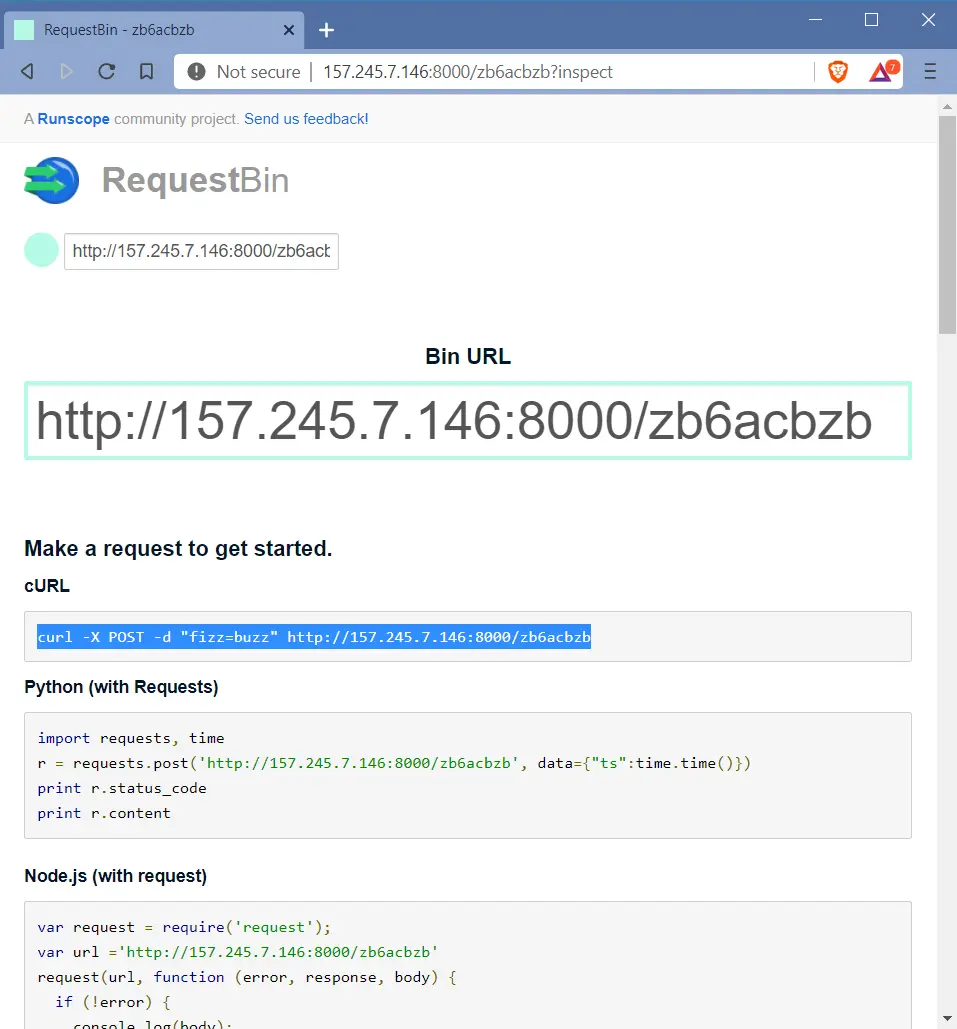 RequestBin - zb6acbzb
Not secure | 157.245.7.146:8000/zb6acbzb?inspect
7
A Runscope community project. Send us feedback!
RequestBin
http://157.245.7.146:8000/zb6acb
Bin URL
http://157.245.7.146:8000/zb6acbzb
Make a request to get started.
cURL
curl -X POST -d "fizz=buzz" http://157.245.7.146:8000/zb6acbzb
Python (with Requests)
import requests, time
r = requests.post('http://157.245.7.146:8000/zb6acbzb', data={"ts":time.time()})
print r.status_code
print r.content
Node.js (with request)
var request = require('request');
var url ='http://157.245.7.146:8000/zb6acbzb'
request(url, function (error, response, body) {
  if (!error) {
    console.log(body);